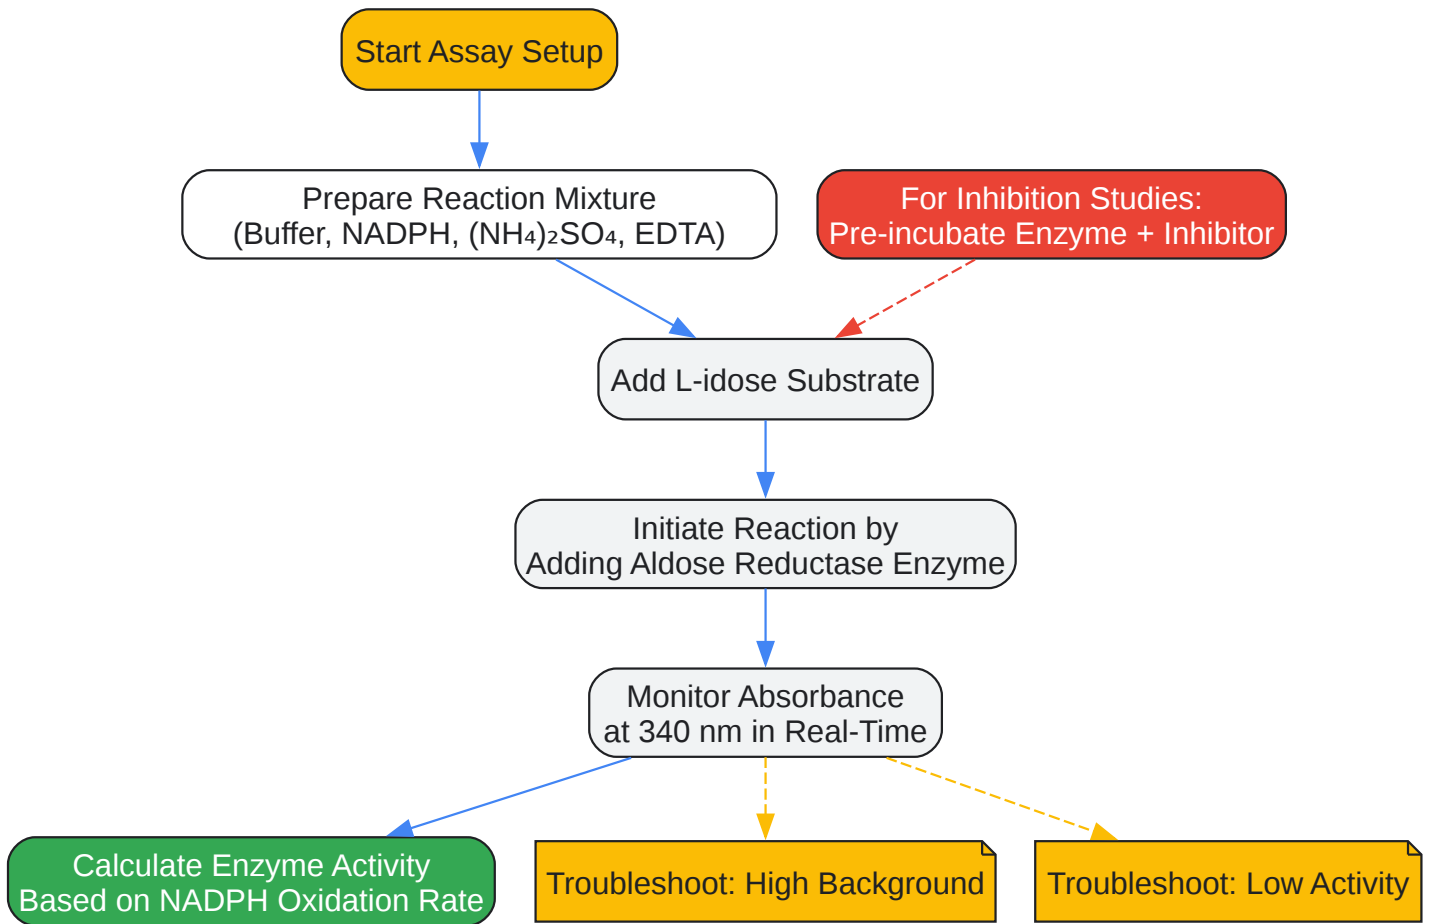 Start Assay Setup
Prepare Reaction Mixture
(Buffer, NADPH, (NH₄)₂SO₄, EDTA)
For Inhibition Studies:
Pre-incubate Enzyme + Inhibitor
Add L-idose Substrate
Initiate Reaction by
Adding Aldose Reductase Enzyme
Monitor Absorbance
at 340 nm in Real-Time
Calculate Enzyme Activity
Based on NADPH Oxidation Rate
Troubleshoot: High Background
Troubleshoot: Low Activity